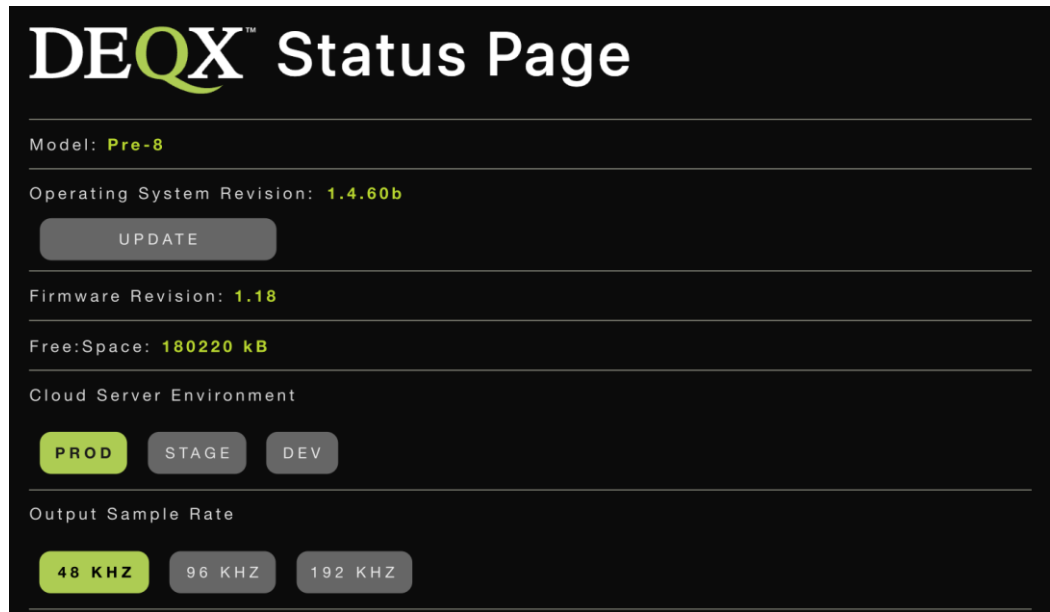 DEQX™ Status Page
Model: Pre-8
Operating System Revision: 1.4.60b
UPDATE
Firmware Revision: 1.18
Free:Space: 180220 kB
Cloud Server Environment
PROD STAGE DEV
Output Sample Rate
48 KHZ 96 KHZ 192 KHZ